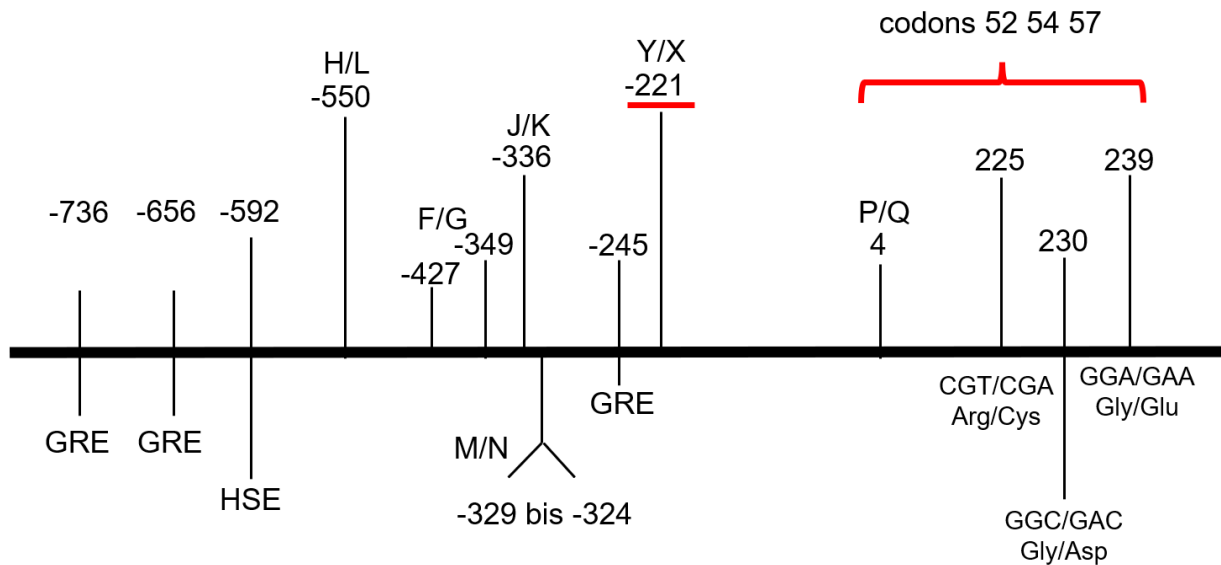 codons 52 54 57
H/L
-550
Y/X
-221
J/K
-336
-736
-656
-592
F/G
-427
-349
-245
P/Q
4
225
230
239
GRE
GRE
HSE
M/N
-329 bis -324
GRE
CGT/CGA
Arg/Cys
GGC/GAC
Gly/Asp
GGA/GAA
Gly/Glu